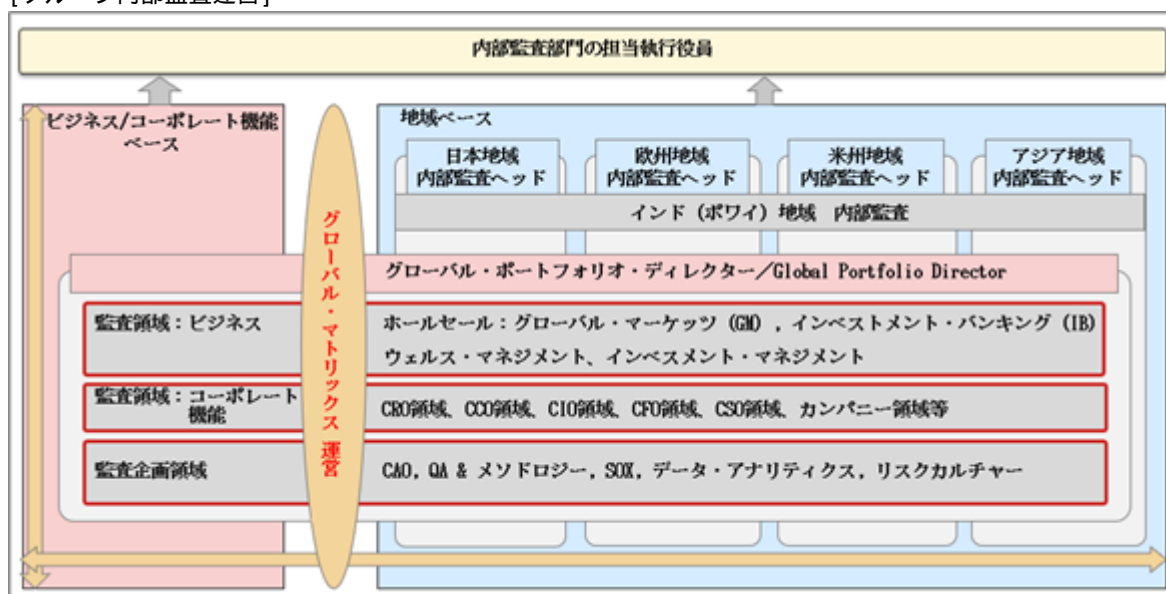 [グループ内部監査運営]
内部監査部門の担当執行役員
ビジネス/コーポレート機能
ベース
地域ベース
日本地域
内部監査ヘッド
欧州地域
内部監査ヘッド
米州地域
内部監査ヘッド
アジア地域
内部監査ヘッド
インド (ポワイ) 地域 内部監査
グローバル・マトリックス 運営
グローバル・ポートフォリオ・ディレクター/Global Portfolio Director
監査領域:ビジネス
ホールセール:グローバル・マーケッツ (GM) , インベストメント・バンキング (IB)
ウェルス・マネジメント、インベスメント・マネジメント
監査領域:コーポレート
機能
CRO領域、CCO領域、CIO領域、CFO領域、CSO領域、カンパニー領域等
監査企画領域
CAO, QA & メソドロジー, SOX, データ・アナリティクス, リスクカルチャー